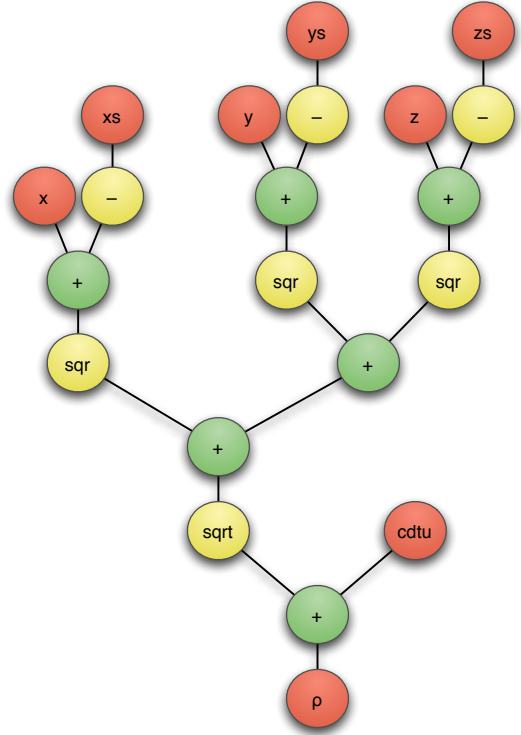 ys zs
xs y − z −
x − + +
+ sqr sqr
sqr +
+
sqrt cdtu
+
ρ